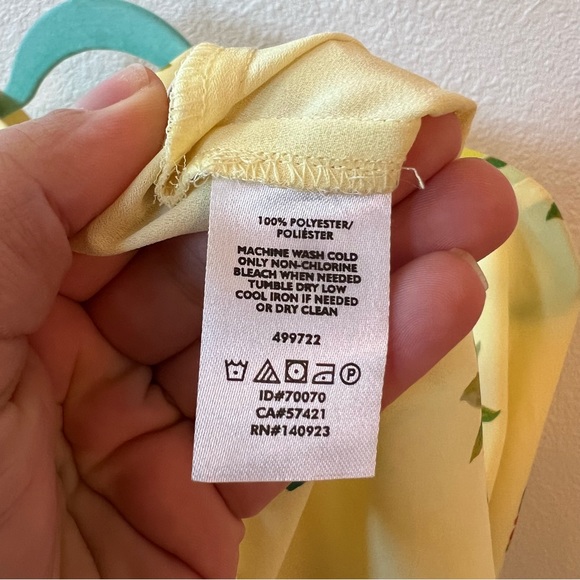 100% POLYESTER/
POLIÉSTER
MACHINE WASH COLD
ONLY NON-CHLORINE
BLEACH WHEN NEEDED
TUMBLE DRY LOW
COOL IRON IF NEEDED
OR DRY CLEAN
499722
P
ID#70070
CA#57421
RN#140923